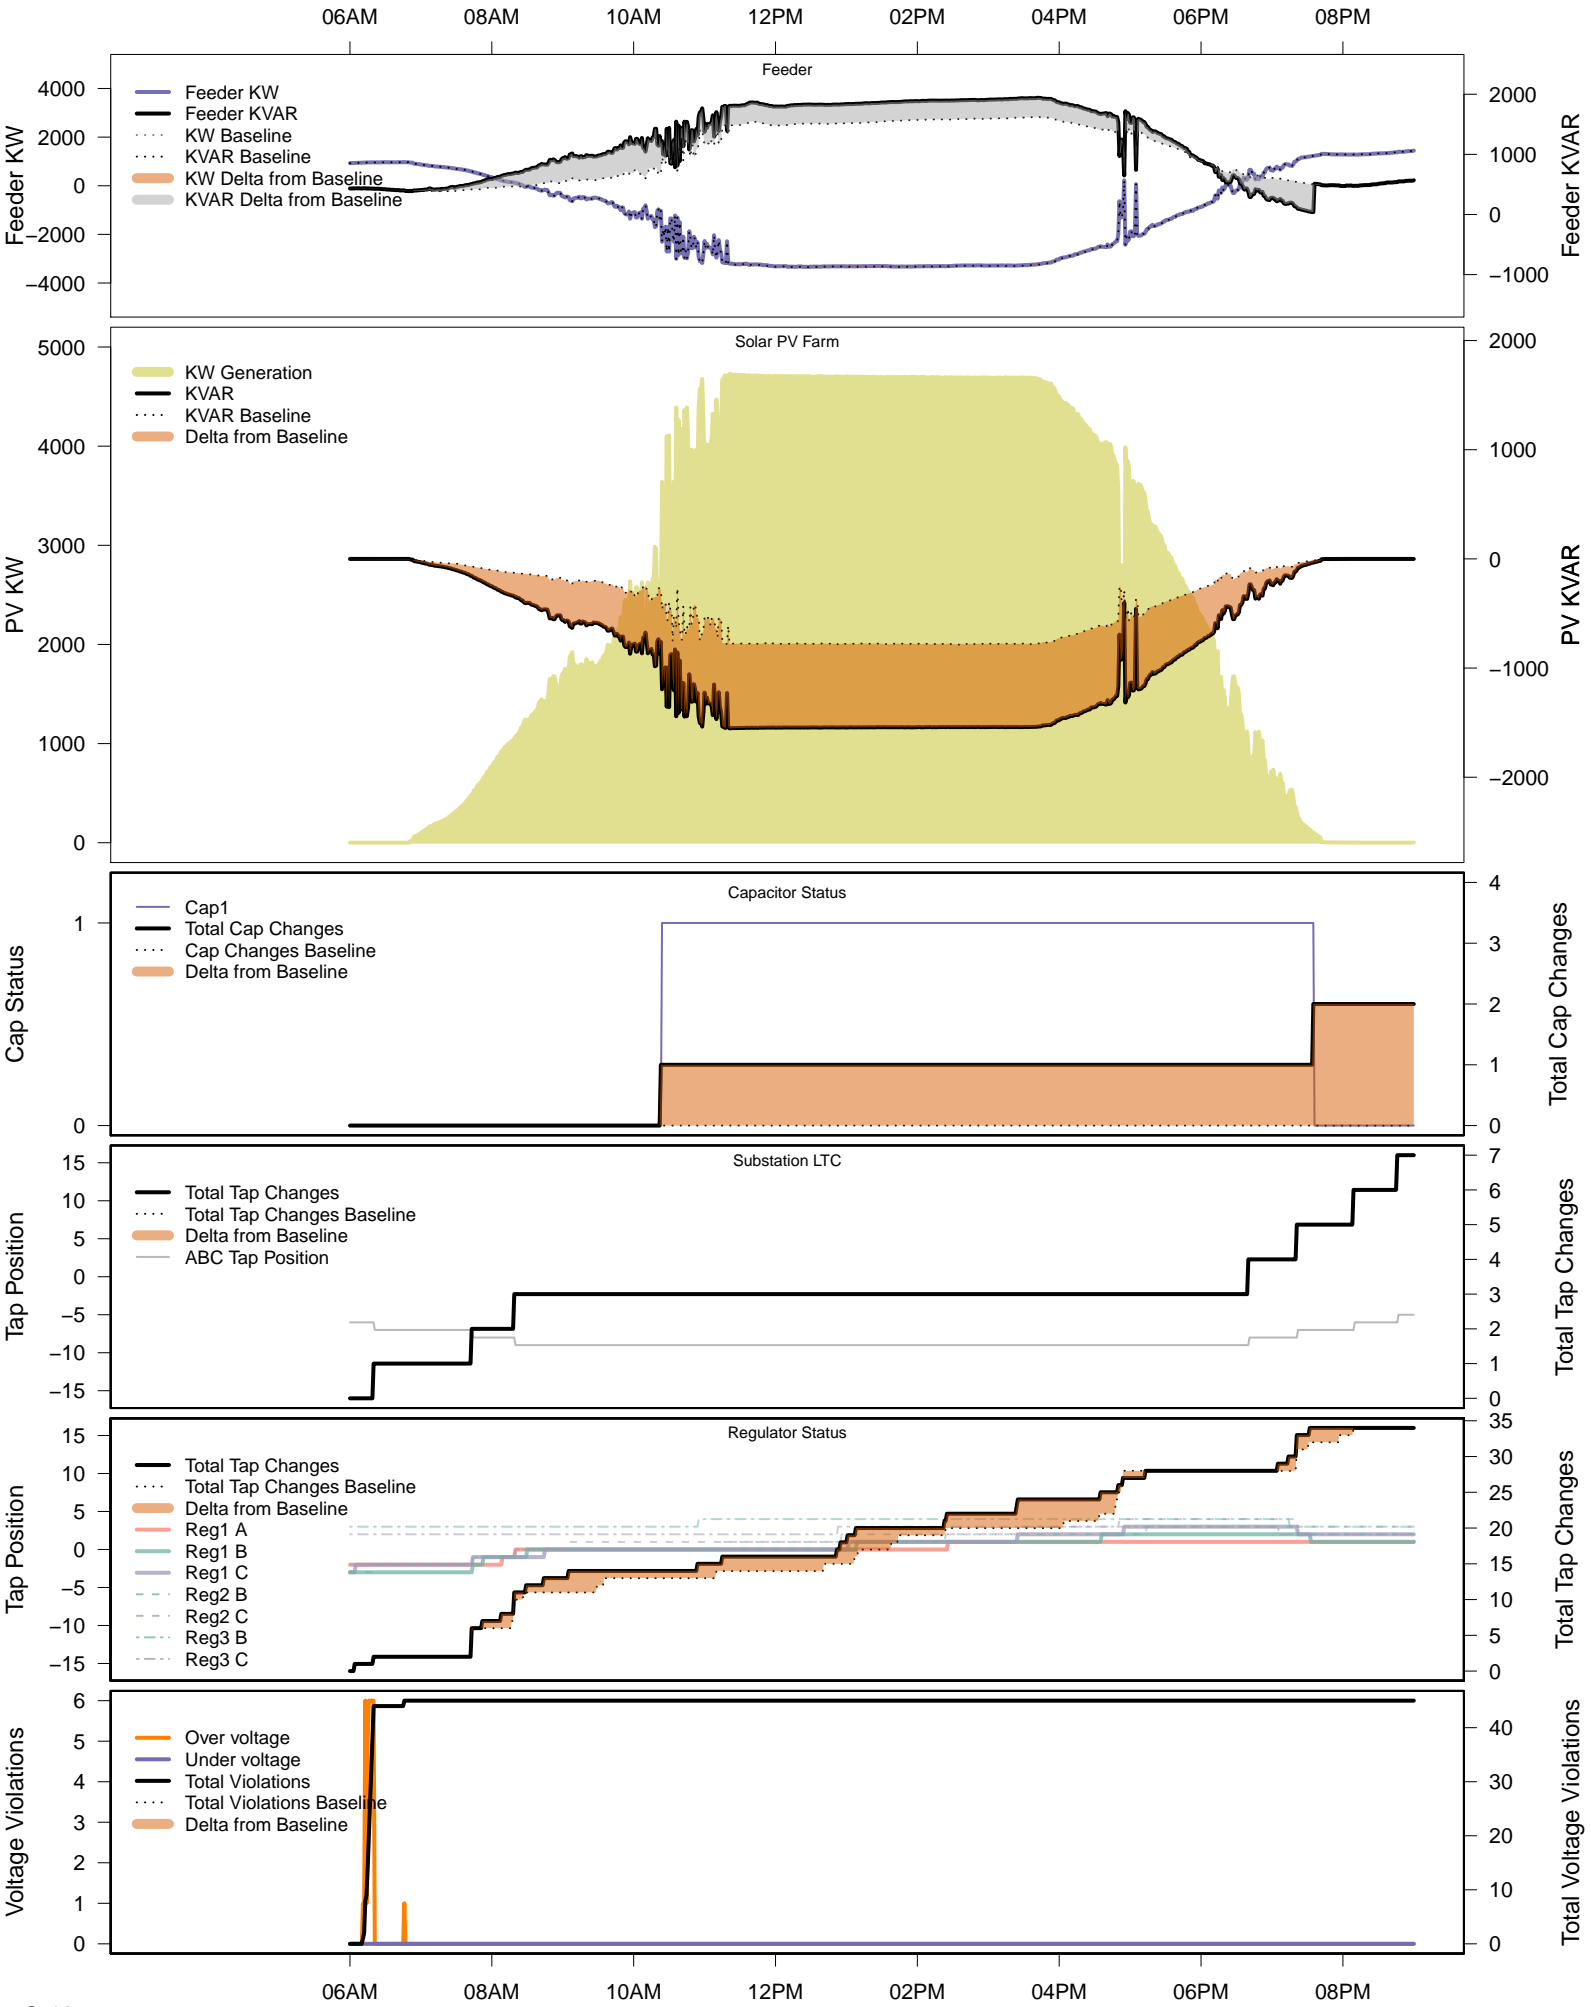 06AM 08AM 10AM 12PM 02PM 04PM 06PM 08PM
Feeder
Feeder KW
Feeder KVAR
KW Baseline
KVAR Baseline
KW Delta from Baseline
KVAR Delta from Baseline
4000
2000
0
−2000
−4000
Feeder KW
2000
1000
0
−1000
Feeder KVAR
Solar PV Farm
KW Generation
KVAR
KVAR Baseline
Delta from Baseline
5000
4000
3000
2000
1000
0
PV KW
2000
1000
0
−1000
−2000
PV KVAR
Capacitor Status
Cap1
Total Cap Changes
Cap Changes Baseline
Delta from Baseline
1
0
Cap Status
4
3
2
1
0
Total Cap Changes
Substation LTC
Total Tap Changes
Total Tap Changes Baseline
Delta from Baseline
ABC Tap Position
15
10
5
0
−5
−10
−15
Tap Position
7
6
5
4
3
2
1
0
Total Tap Changes
Regulator Status
Total Tap Changes
Total Tap Changes Baseline
Delta from Baseline
Reg1 A
Reg1 B
Reg1 C
Reg2 B
Reg2 C
Reg3 B
Reg3 C
15
10
5
0
−5
−10
−15
Tap Position
35
30
25
20
15
10
5
0
Total Tap Changes
Over voltage
Under voltage
Total Violations
Total Violations Baseline
Delta from Baseline
6
5
4
3
2
1
0
Voltage Violations
40
30
20
10
0
Total Voltage Violations
06AM 08AM 10AM 12PM 02PM 04PM 06PM 08PM